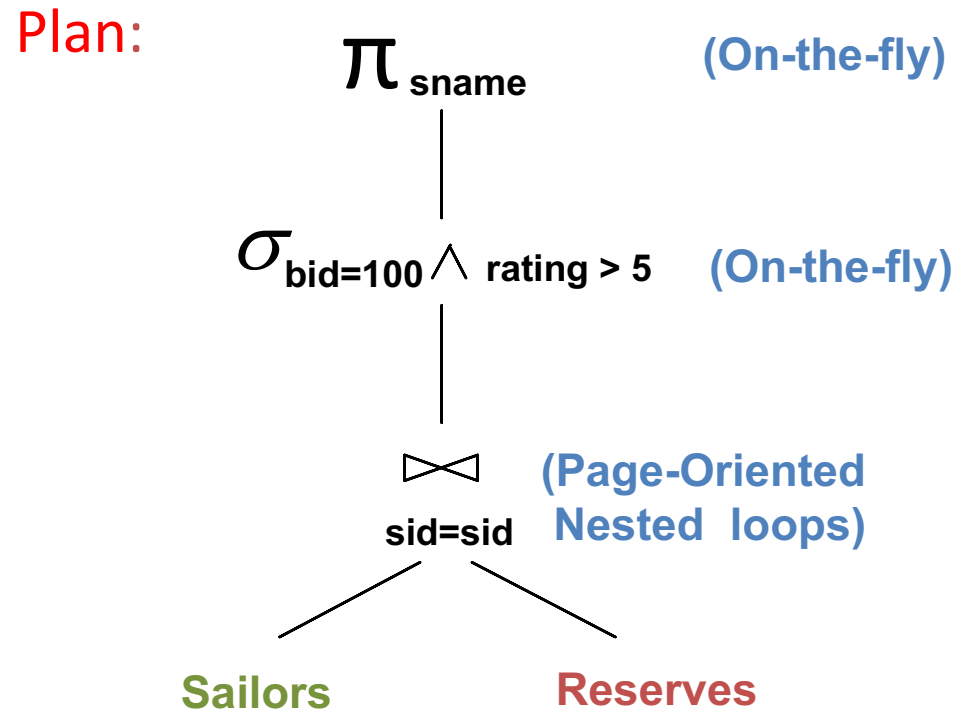 Plan:
π sname (On-the-fly)
σ bid=100 ∧ rating > 5 (On-the-fly)
⋈ (Page-Oriented
sid=sid Nested loops)
Sailors Reserves